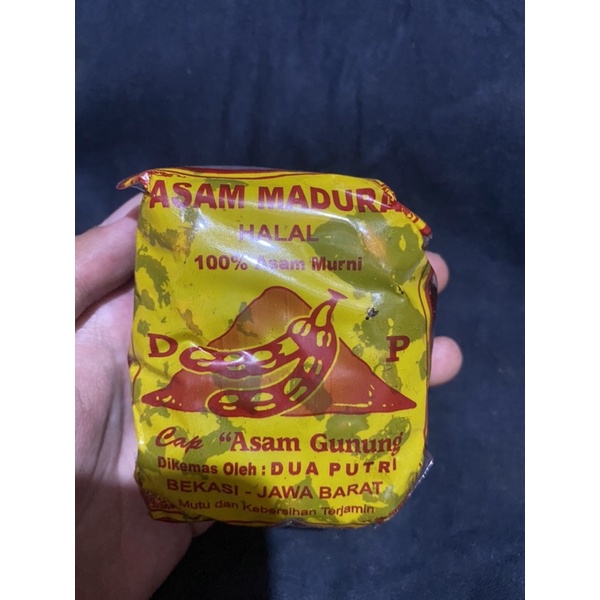 ASAM MADURA
HALAL
100% Asam Murni
D P
Cap "Asam Gunung"
Dikemas Oleh : DUA PUTRI
BEKASI - JAWA BARAT
Mutu dan Kebersihan Terjamin